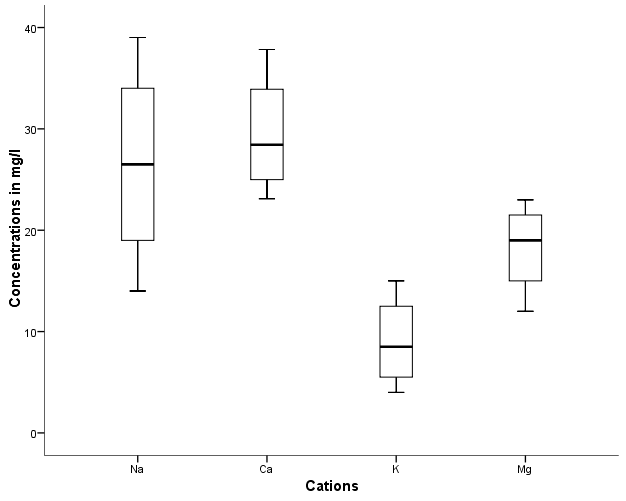 Concentrations in mg/l
40
30
20
10
0
Na
Ca
K
Mg
Cations